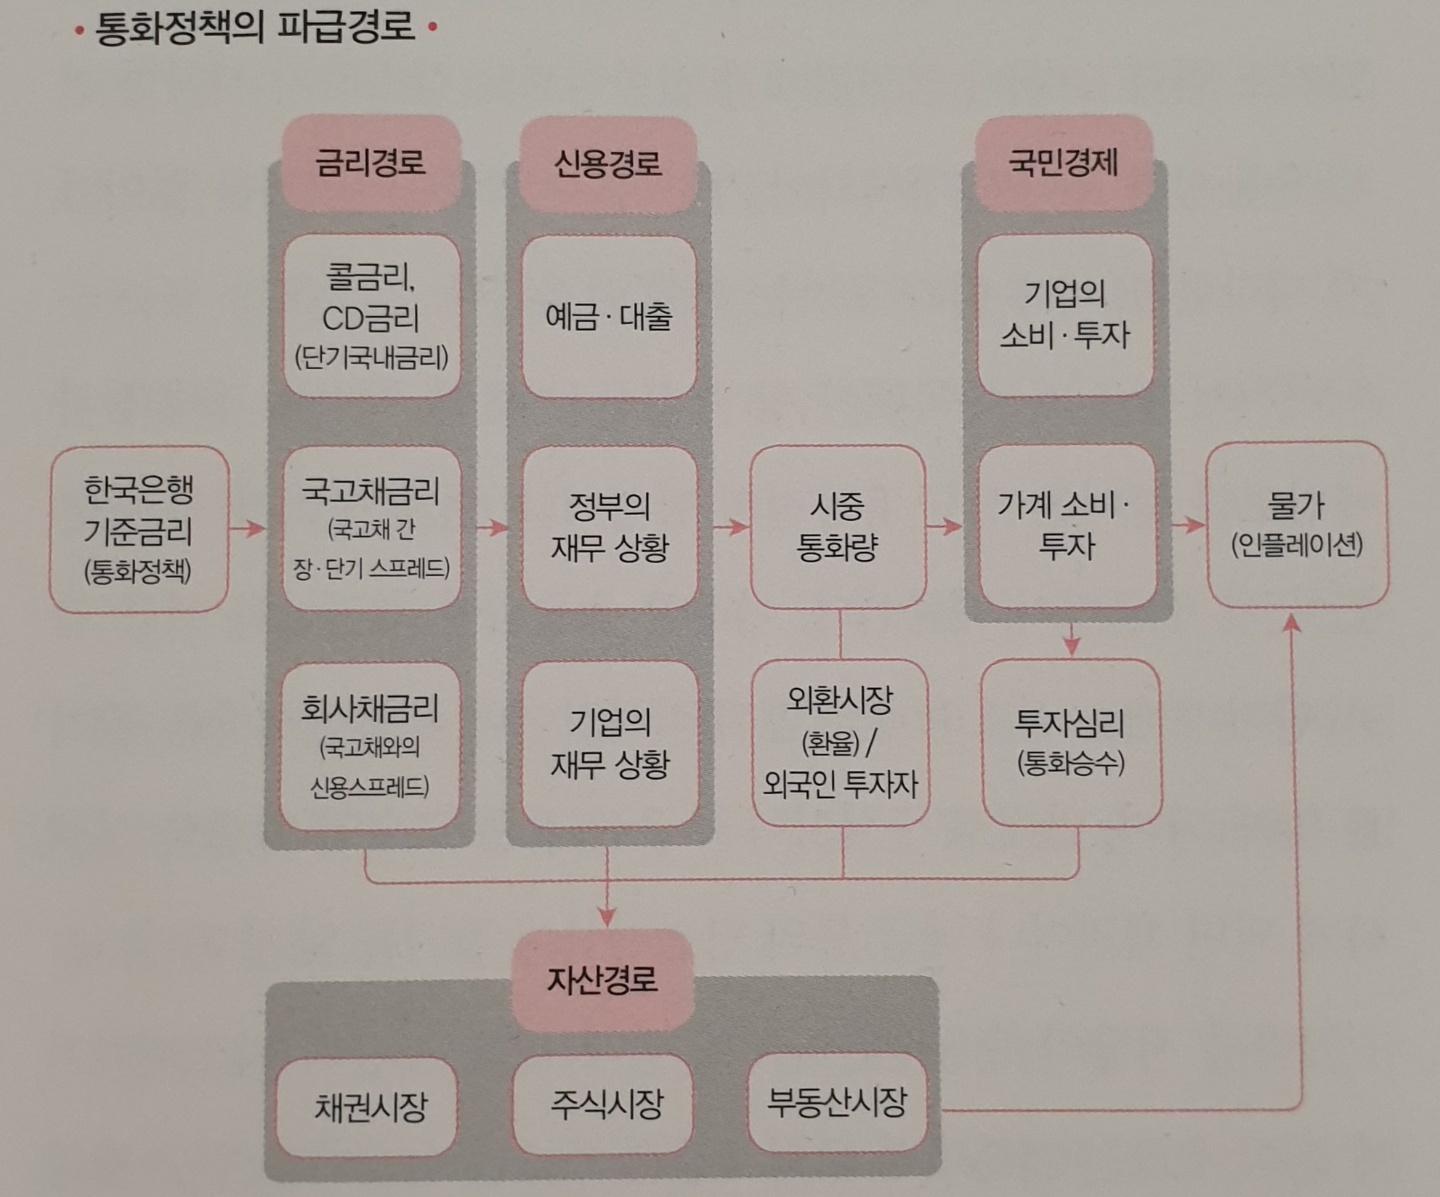 • 통화정책의 파급경로 •
금리경로
콜금리,
CD금리
(단기국내금리)
국고채금리
(국고채 간
장·단기 스프레드)
회사채금리
(국고채와의
신용스프레드)
한국은행
기준금리
(통화정책)
신용경로
예금·대출
정부의
재무 상황
기업의
재무 상황
시중
통화량
외환시장
(환율) /
외국인 투자자
국민경제
기업의
소비·투자
가계 소비·
투자
투자심리
(통화승수)
물가
(인플레이션)
자산경로
채권시장
주식시장
부동산시장